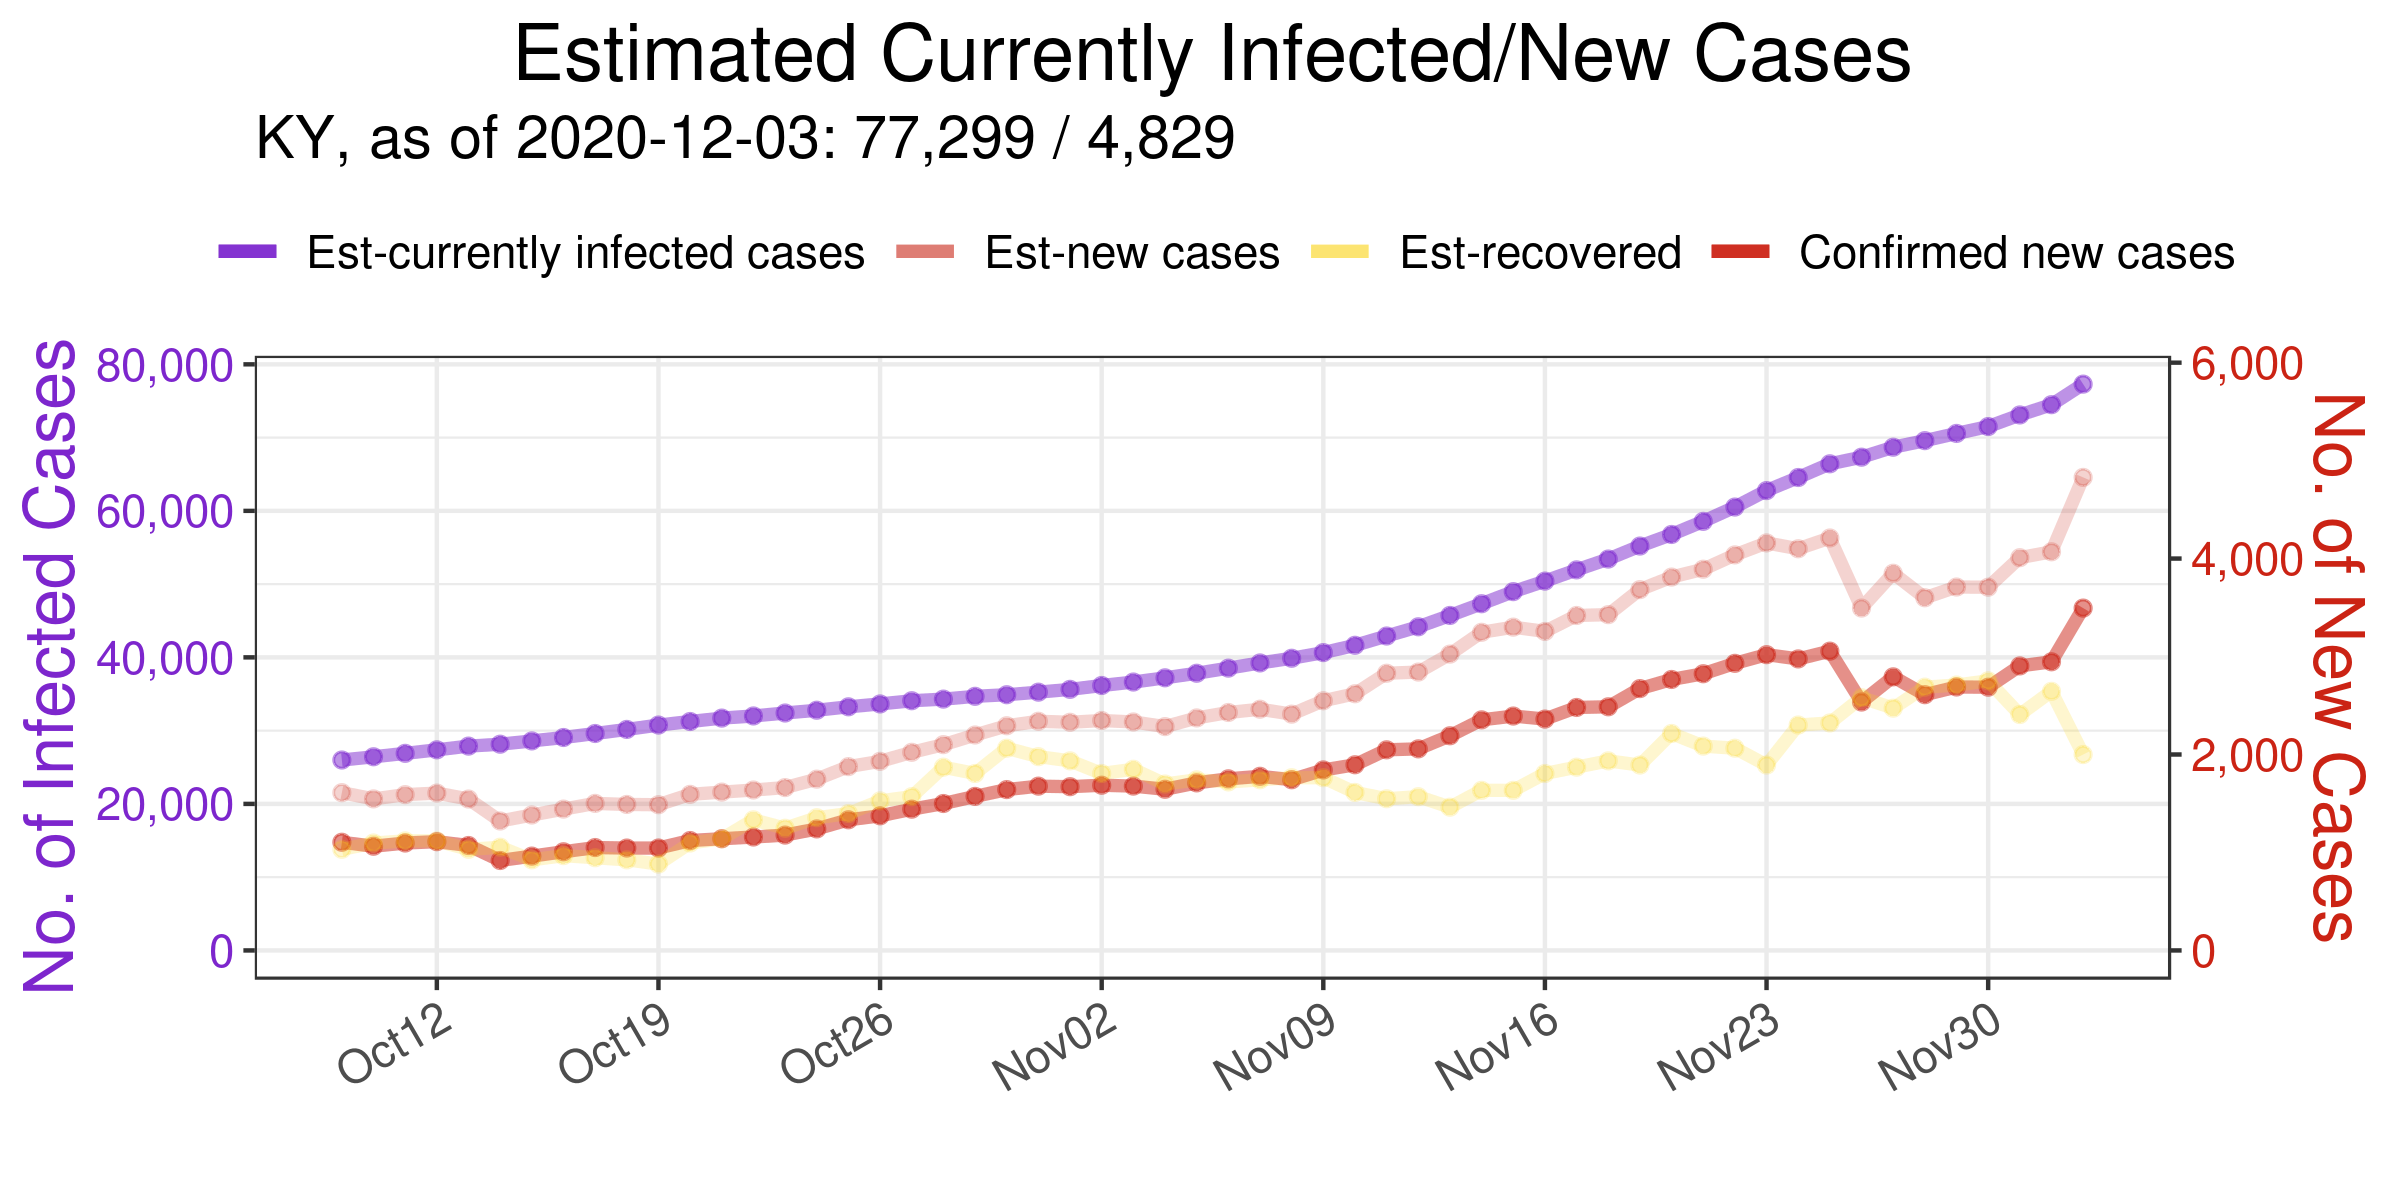 Estimated Currently Infected/New Cases
KY, as of 2020-12-03: 77,299 / 4,829
Est-currently infected cases Est-new cases Est-recovered Confirmed new cases
No. of Infected Cases
80,000
60,000
40,000
20,000
0
6,000
4,000
2,000
0
No. of New Cases
Oct12 Oct19 Oct26 Nov02 Nov09 Nov16 Nov23 Nov30